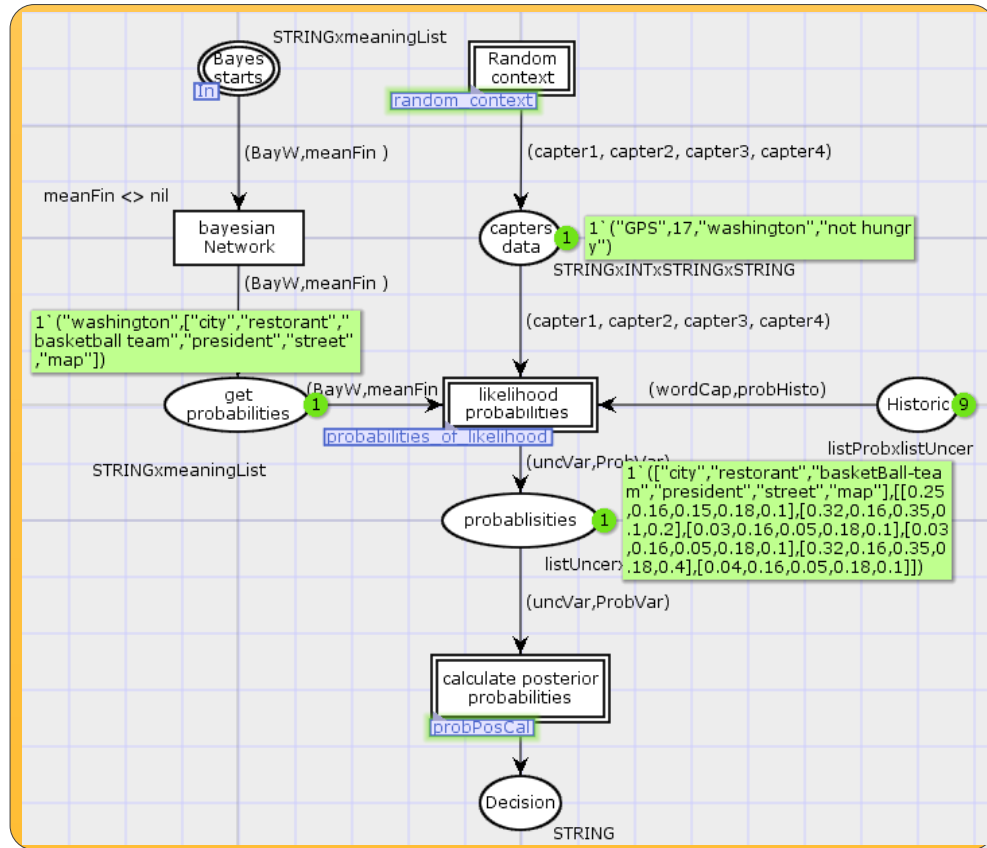 STRINGxmeaningList
Bayes
starts
In
Random
context
random_context
(BayW,meanFin )
(capter1, capter2, capter3, capter4)
meanFin <> nil
bayesian
Network
capters
data
1
1`("GPS",17,"washington","not hungr
y")
STRINGxINTxSTRINGxSTRING
(BayW,meanFin )
1`("washington",["city","restorant","
basketball team","president","street"
,"map"])
(capter1, capter2, capter3, capter4)
get
probabilities
1
(BayW,meanFin
likelihood
probabilities
probabilities_of_likelihood
(wordCap,probHisto)
Historic
9
listProbxlistUncer
STRINGxmeaningList
(uncVar,ProbVar)
probablisities
1
1`(["city","restorant","basketBall-tea
m","president","street","map"],[[0.25
,0.16,0.15,0.18,0.1],[0.32,0.16,0.35,0
.1,0.2],[0.03,0.16,0.05,0.18,0.1],[0.03
,0.16,0.05,0.18,0.1],[0.32,0.16,0.35,0
.18,0.4],[0.04,0.16,0.05,0.18,0.1]])
listUncerx
(uncVar,ProbVar)
calculate posterior
probabilities
probPosCal
Decision
STRING